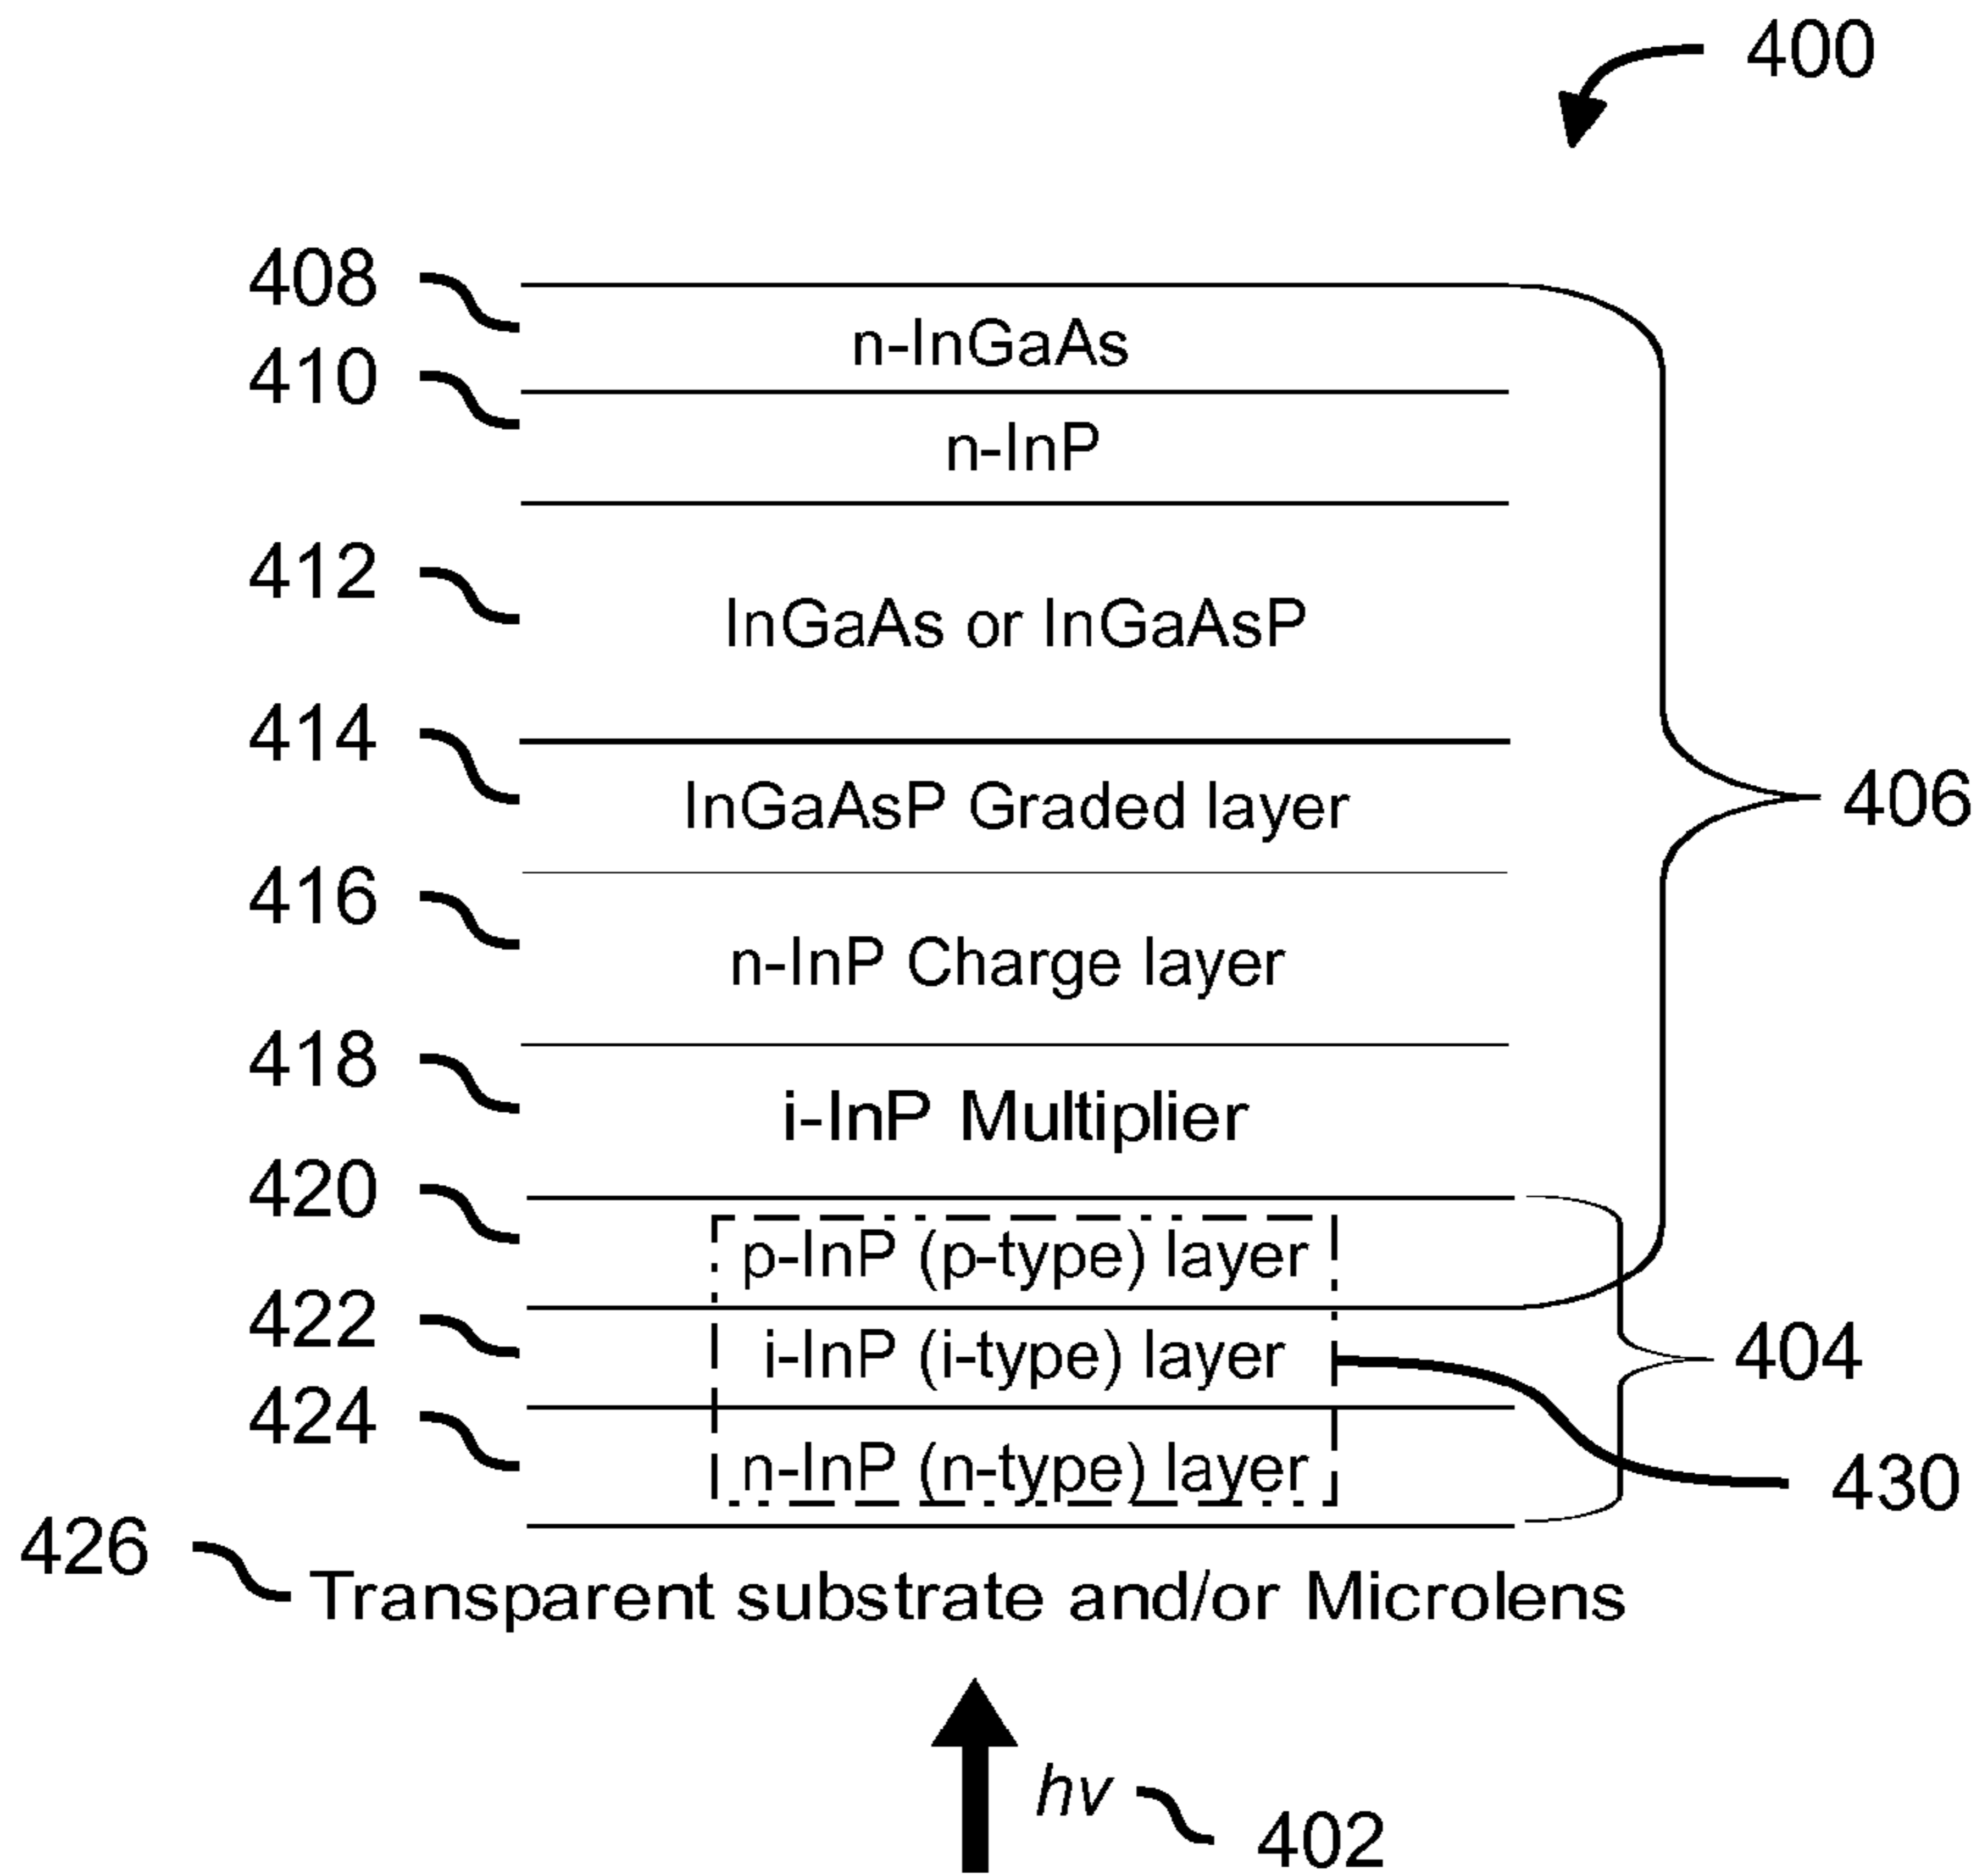 400
408
n-InGaAs
410
n-InP
412
InGaAs or InGaAsP
414
InGaAsP Graded layer
406
416
n-InP Charge layer
418
i-InP Multiplier
420
p-InP (p-type) layer
422
i-InP (i-type) layer
404
424
n-InP (n-type) layer
430
426
Transparent substrate and/or Microlens
hv
402